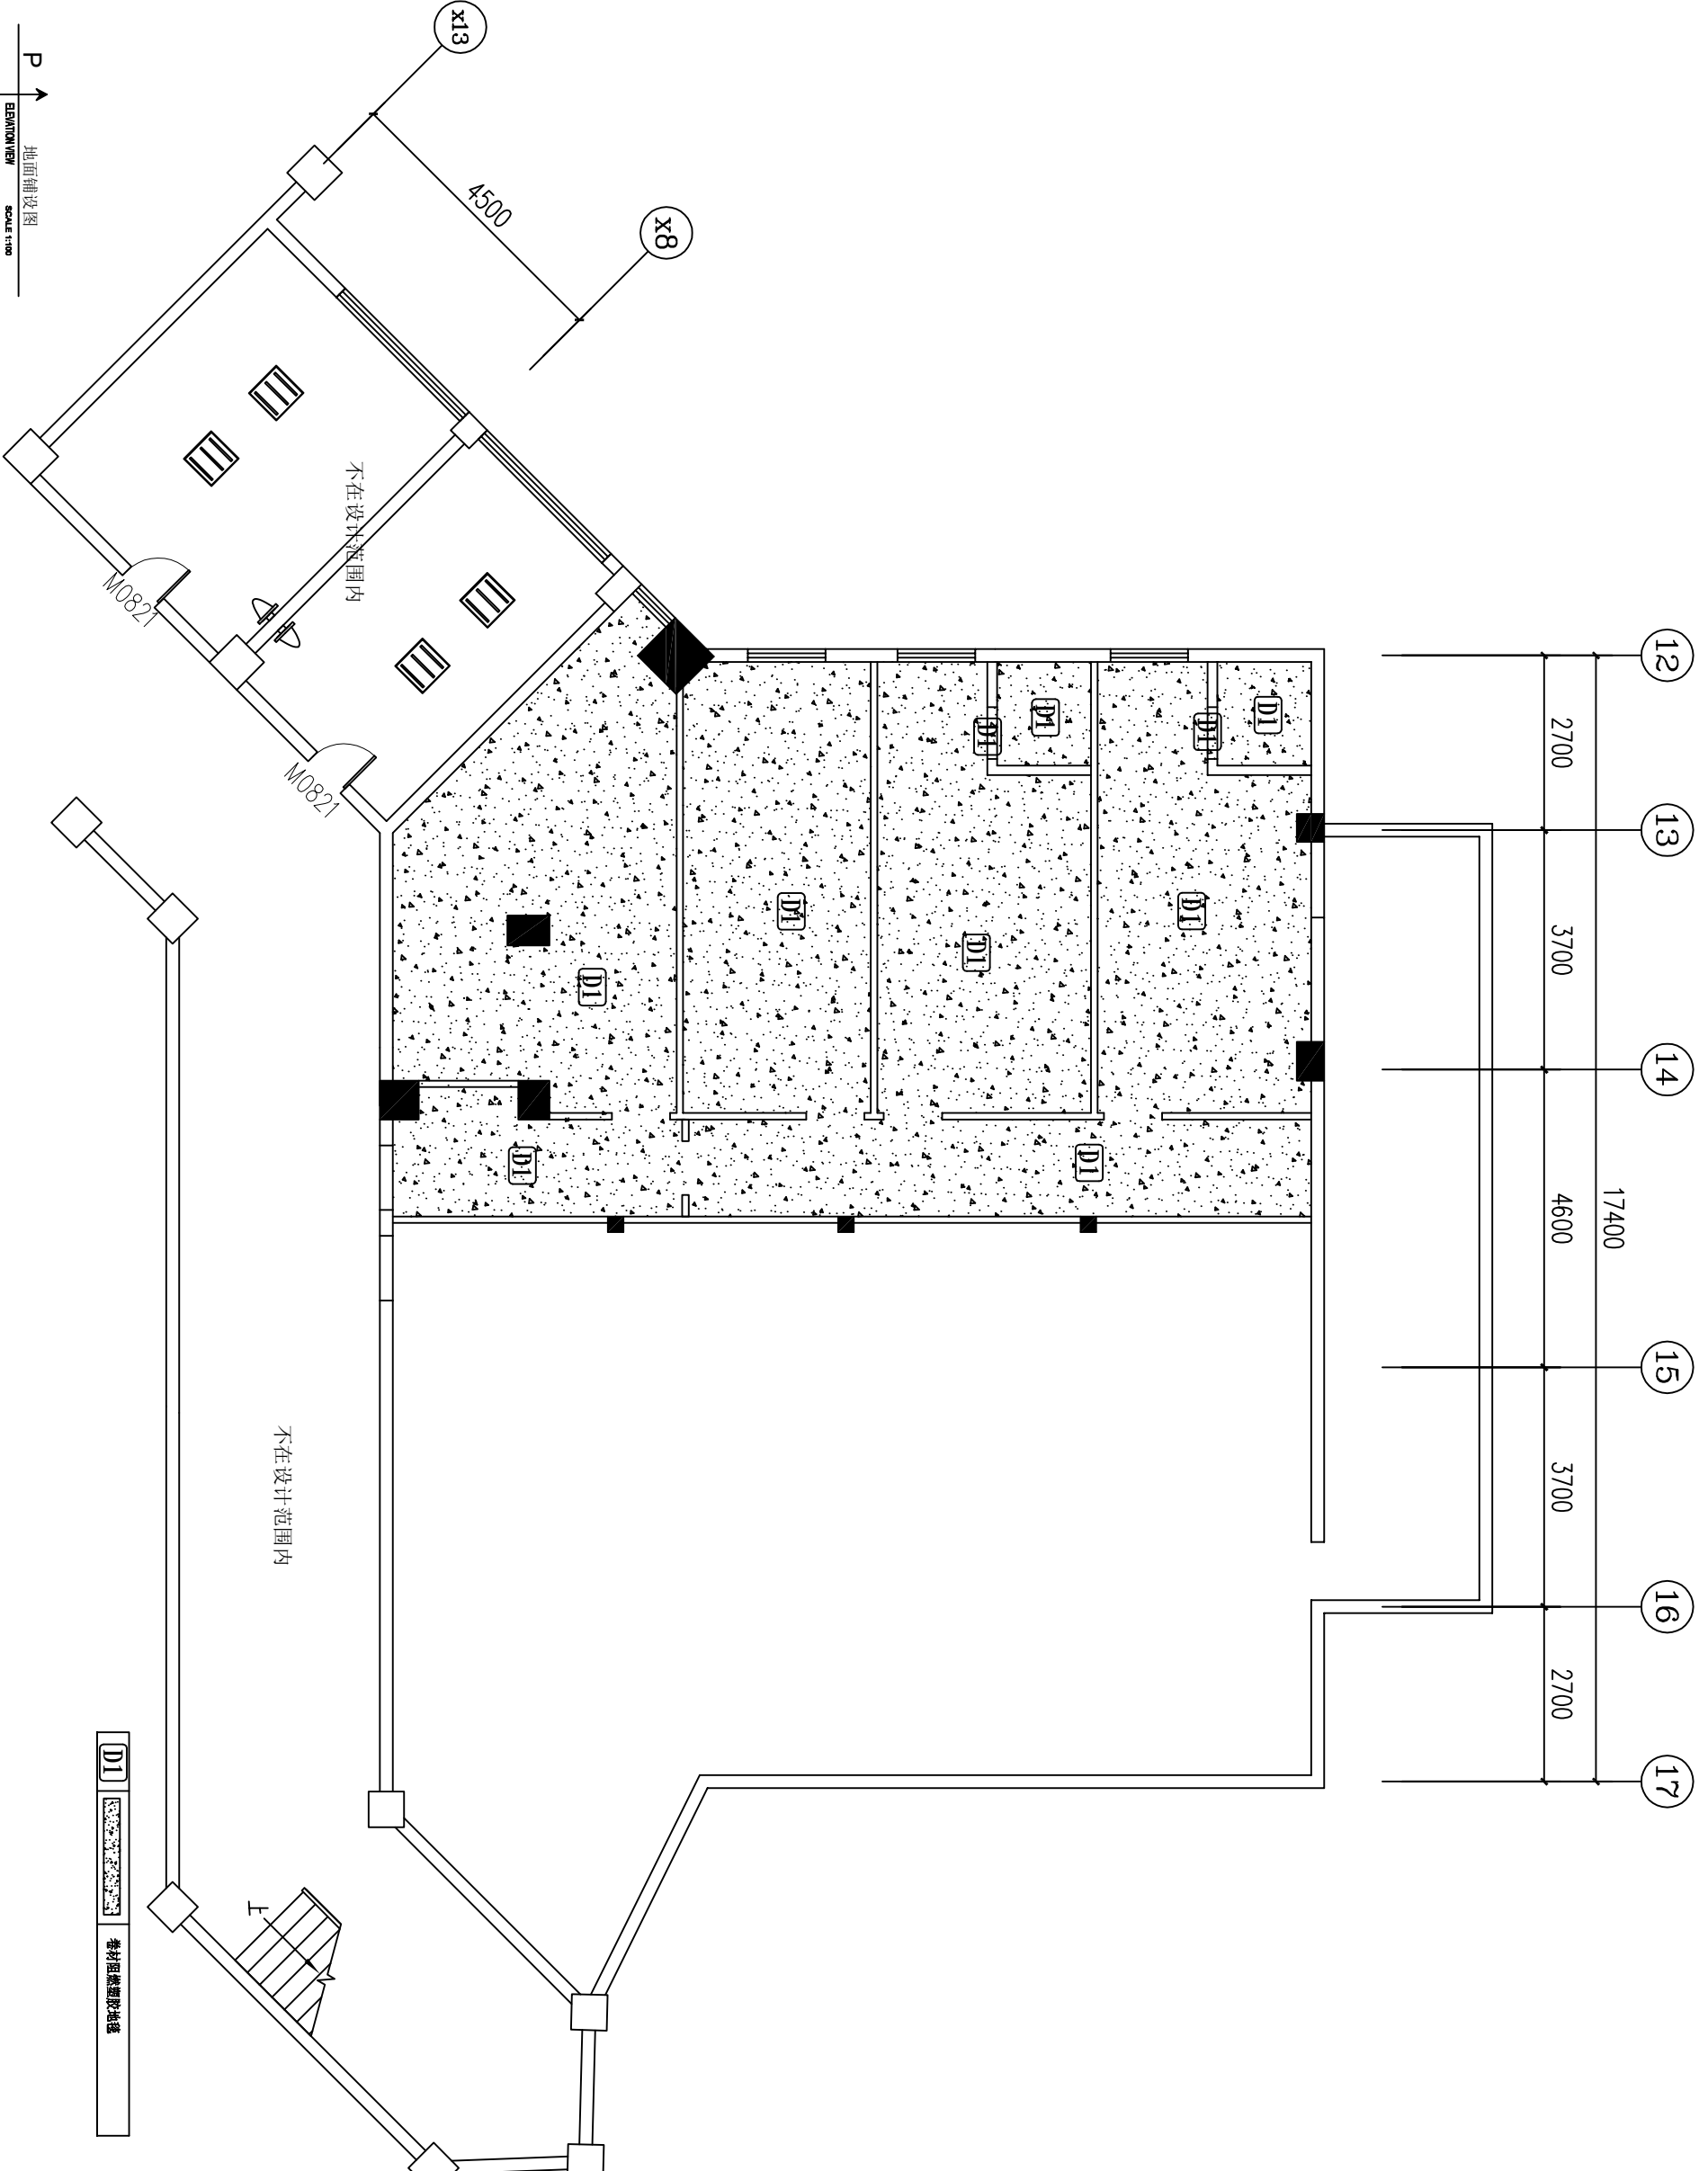 12
13
14
15
16
17
2700
3700
4600
3700
2700
17400
x13
x8
4500
D1
D1
D1
D1
D1
D1
D1
D1
D1
D1
不在设计范围内
M0821
M0821
不在设计范围内
上
D1
卷材阻燃塑胶地毯
P
地面铺设图
ELEVATION VIEW
SCALE 1:100